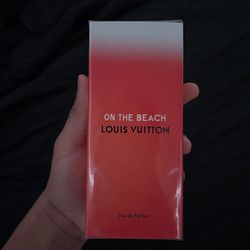 ON THE BEACH
LOUIS VUITTON
Eau de Parfum